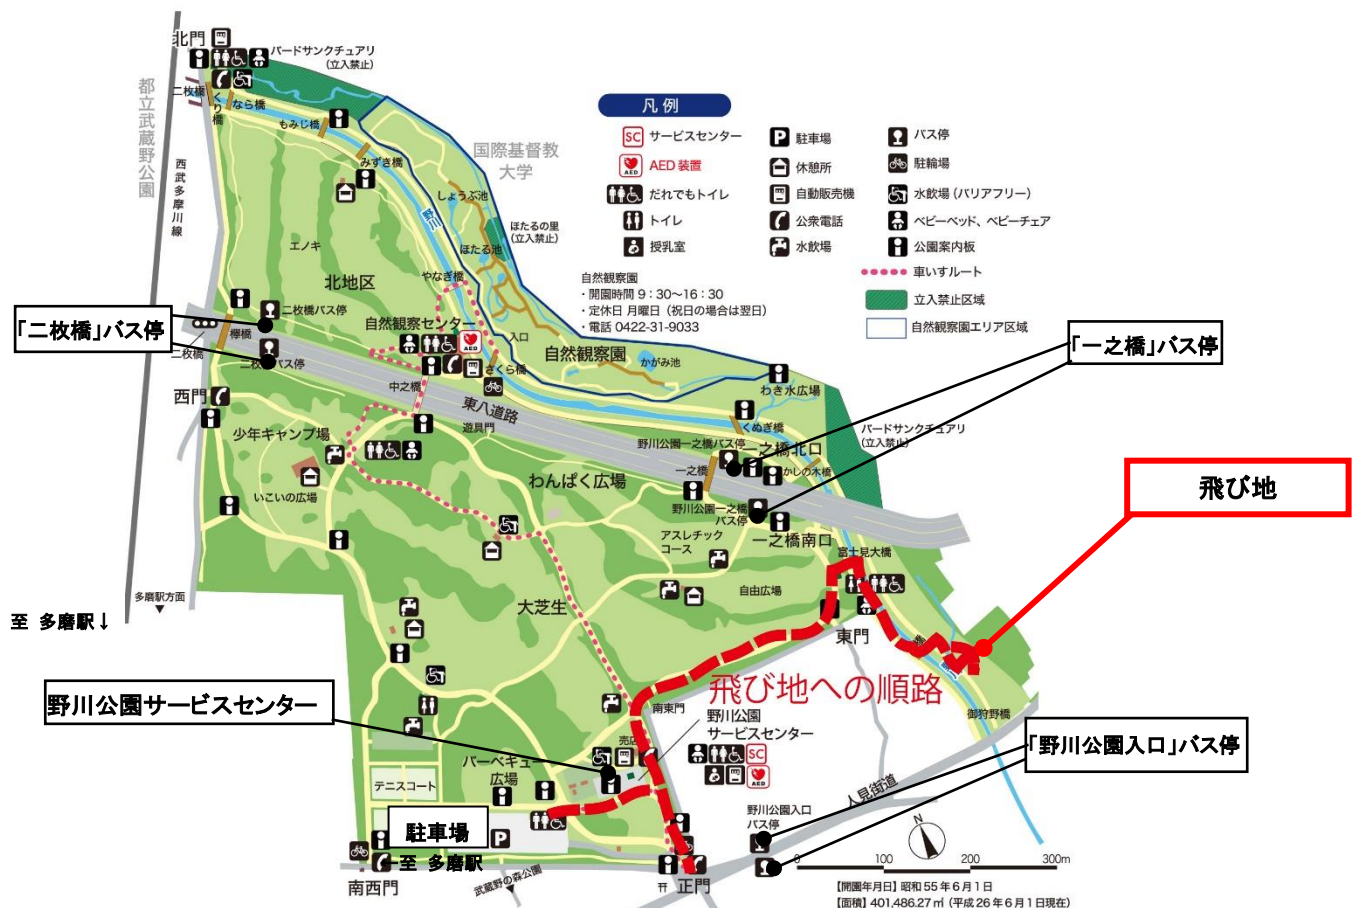 北門
バードサンクチュアリ
(立入禁止)
都立武蔵野公園
二枚橋
くり橋
なら橋
もみじ橋
みずき橋
西武多摩川線
国際基督教
大学
野川
しょうぶ池
ほたるの里
(立入禁止)
ほたる池
エノキ
やなぎ橋
北地区
凡例
SC サービスセンター
AED 装置
だれでもトイレ
トイレ
授乳室
P 駐車場
休憩所
自動販売機
公衆電話
水飲場
バス停
駐輪場
水飲場(バリアフリー)
ベビーベッド、ベビーチェア
公園案内板
車いすルート
立入禁止区域
自然観察園エリア区域
自然観察園
・開園時間 9:30〜16:30
・定休日 月曜日(祝日の場合は翌日)
・電話 0422-31-9033
「二枚橋」バス停
二枚橋バス停
欅橋
二枚橋
自然観察センター
AED
入口
さくら橋
自然観察園
かがみ池
わき水広場
「一之橋」バス停
中之橋
東八道路
遊具門
西門
少年キャンプ場
いこいの広場
わんぱく広場
くぬぎ橋
野川公園一之橋バス停
一之橋北口
一之橋
かしの木橋
バードサンクチュアリ
(立入禁止)
野川公園一之橋
バス停
一之橋南口
アスレチック
コース
富士見大橋
飛び地
自由広場
大芝生
東門
多磨駅方面
至 多磨駅↓
飛び地への順路
南東門
野川公園
サービスセンター
SC
AED
野川公園サービスセンター
売店
バーベキュー
広場
テニスコート
駐車場
P
至 多磨駅
南西門
武蔵野の森公園
正門
御狩野橋
人見街道
「野川公園入口」バス停
野川公園入口
バス停
N
0 100 200 300m
【開園年月日】昭和55年6月1日
【面積】401,486.27㎡(平成26年6月1日現在)